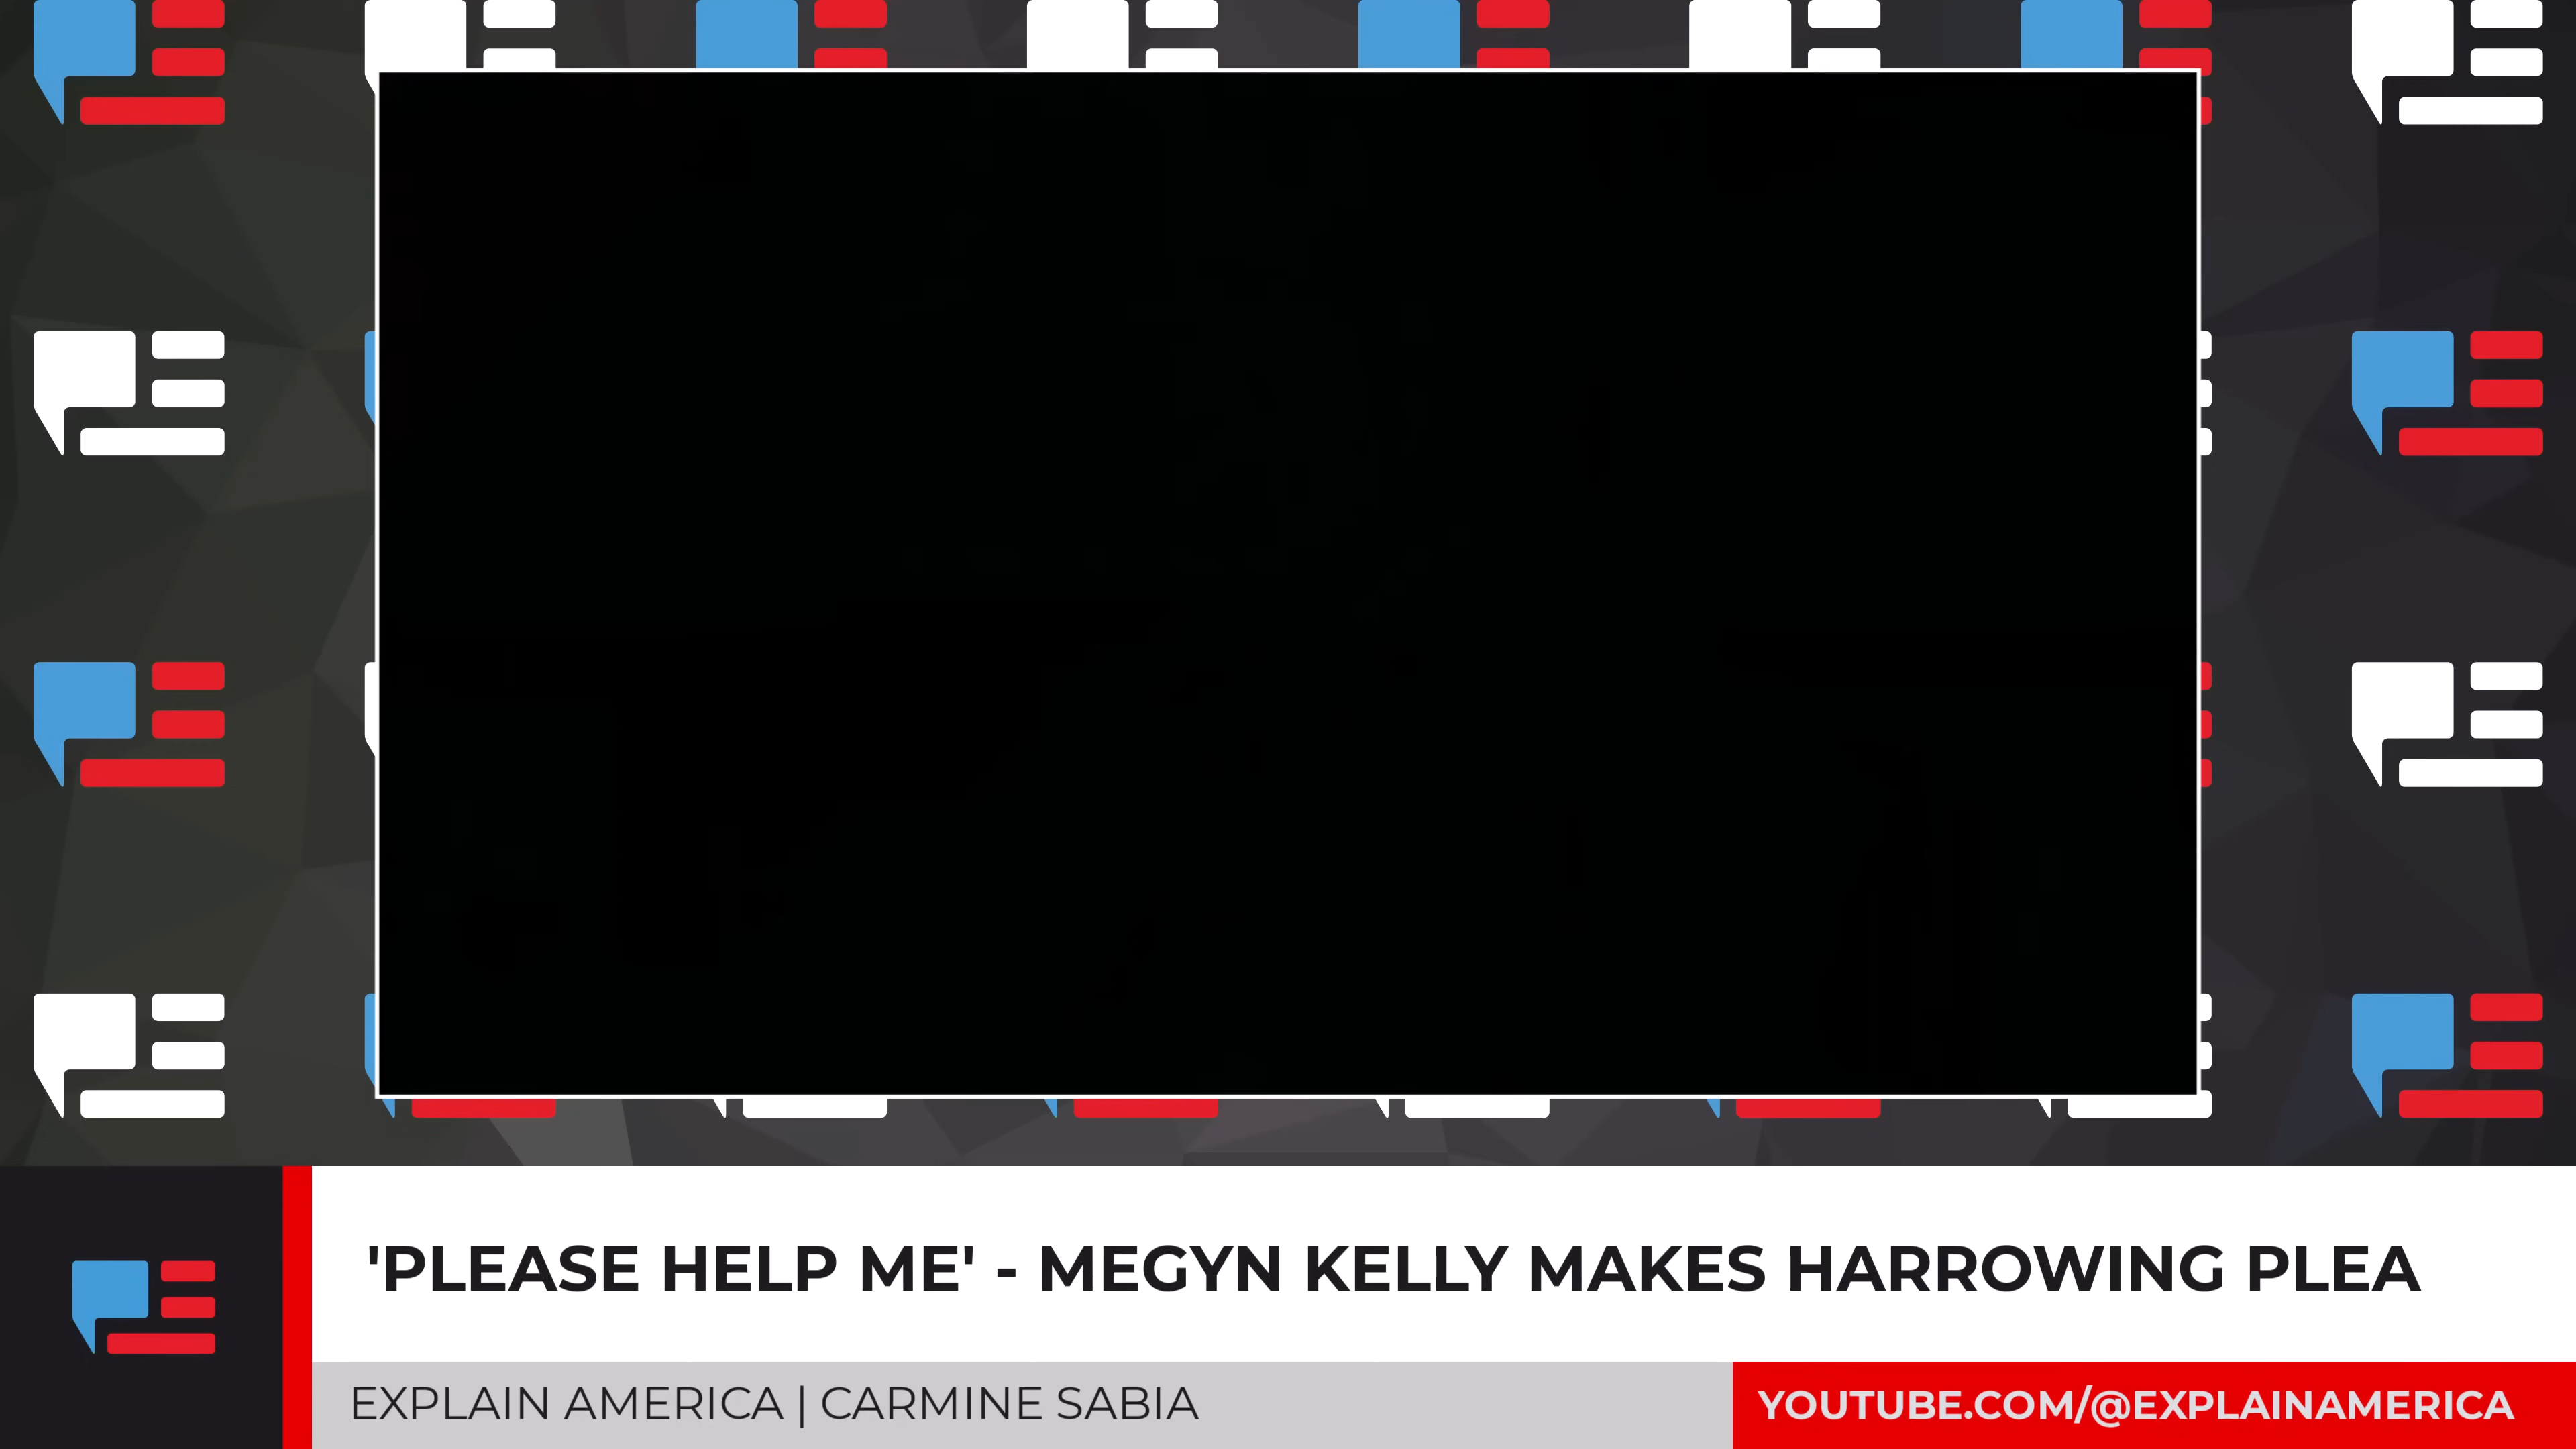 'PLEASE HELP ME' - MEGYN KELLY MAKES HARROWING PLEA
EXPLAIN AMERICA | CARMINE SABIA
YOUTUBE.COM/@EXPLAINAMERICA